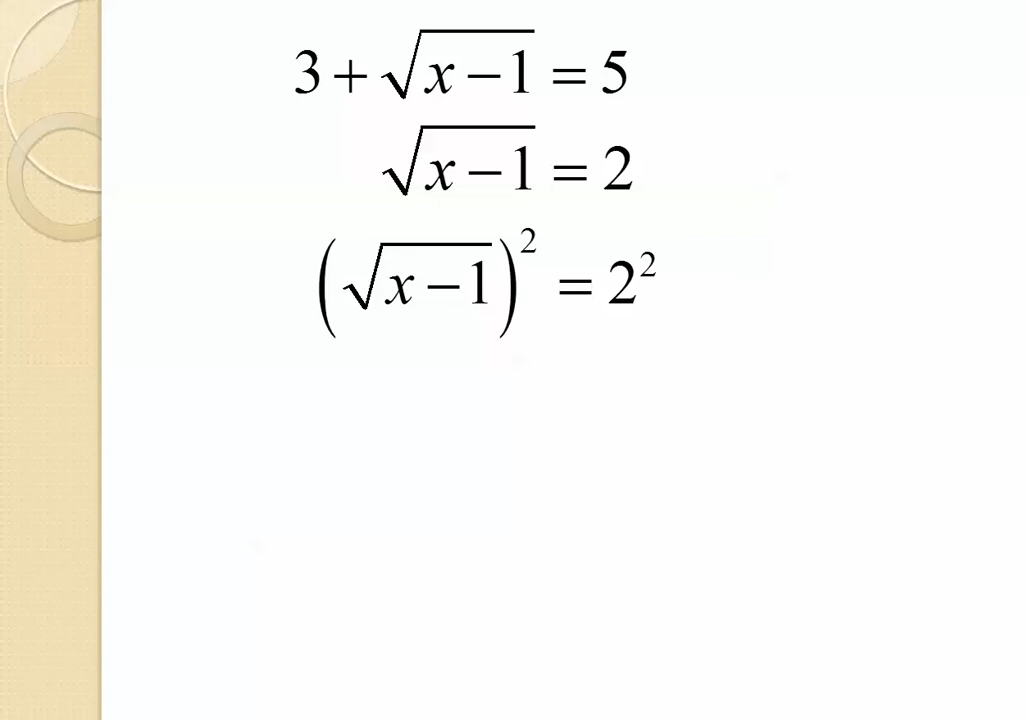 3 + √(x − 1) = 5
√(x − 1) = 2
(√(x − 1))² = 2²